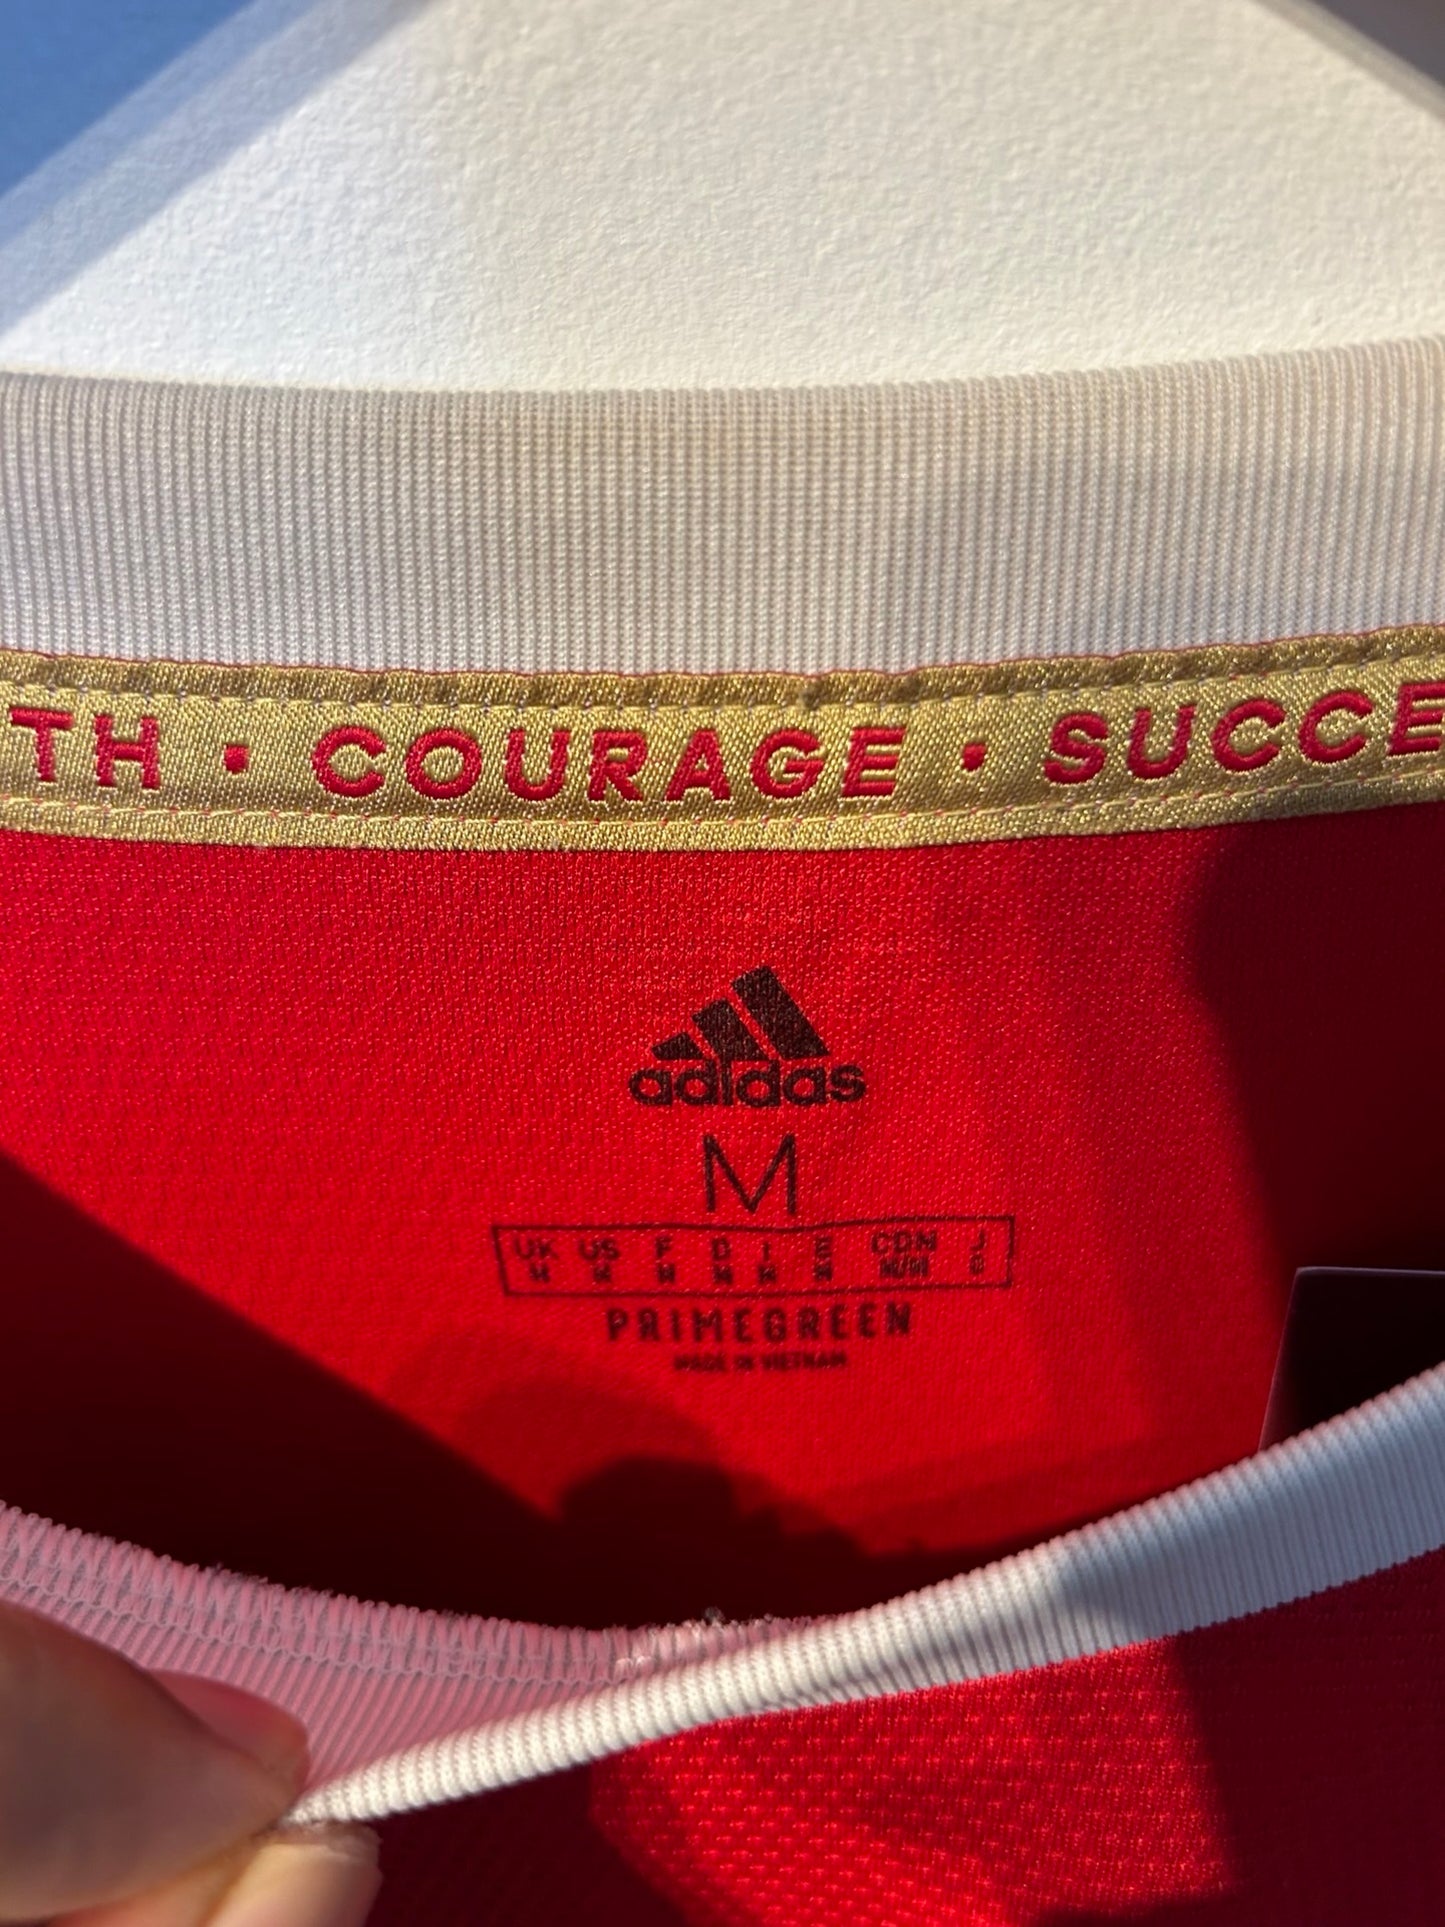 TH · COURAGE · SUCCE
adidas
M
UK US F D I E CDN J
M M M M M M
PRIMEGREEN
MADE IN VIETNAM